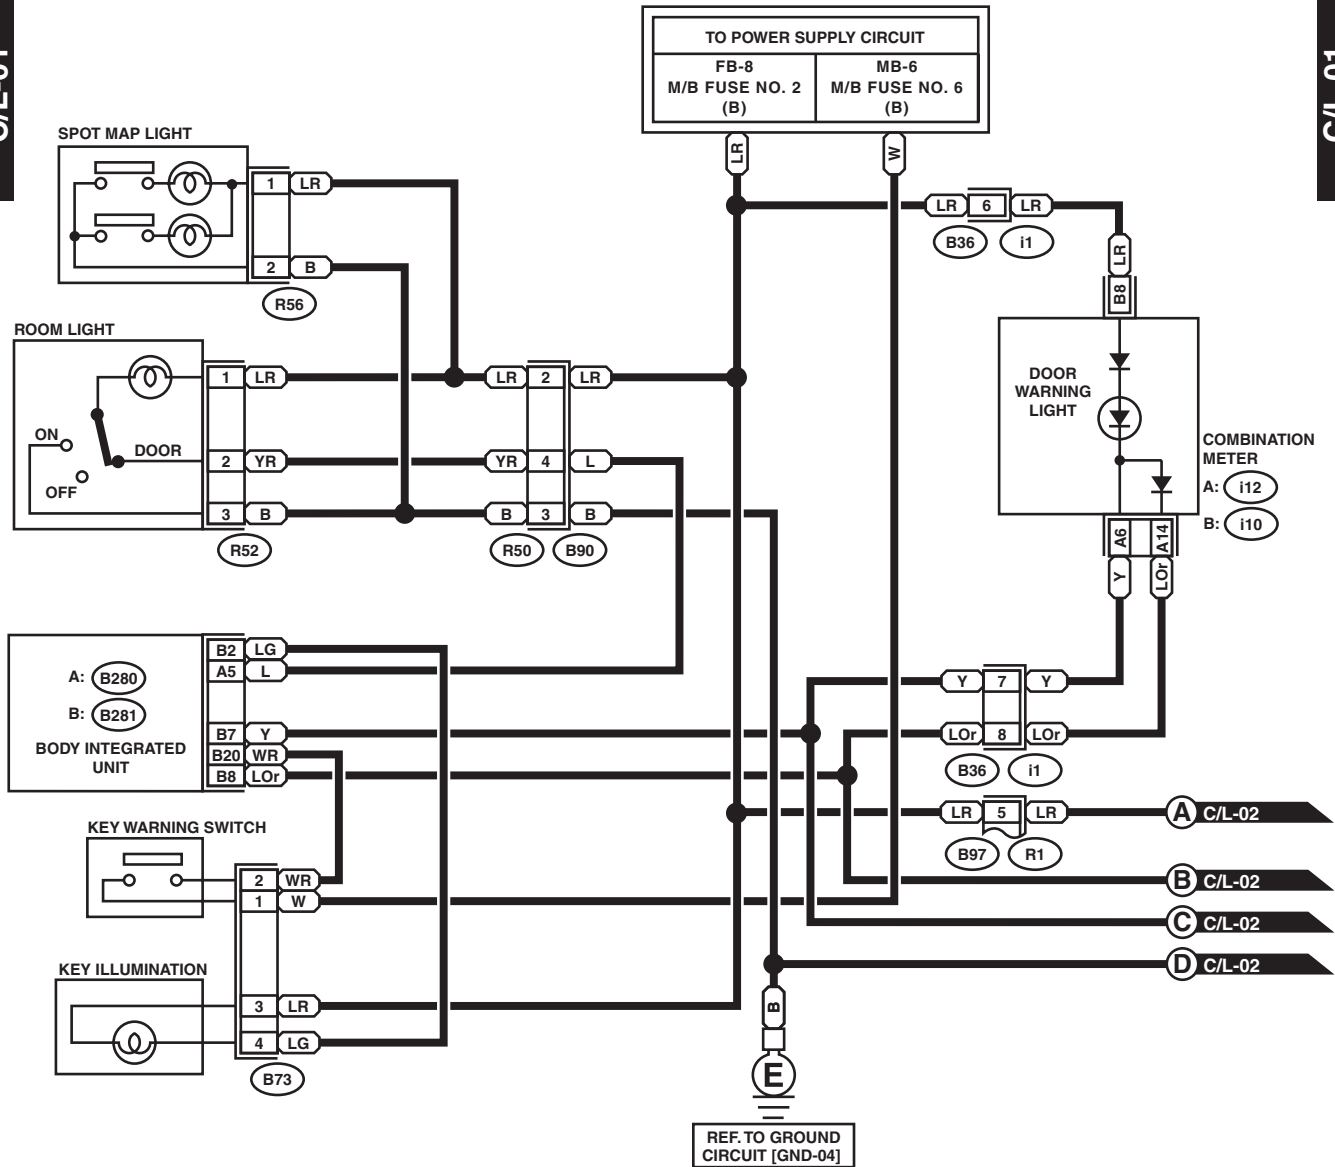 C/L-01
C/L-01
TO POWER SUPPLY CIRCUIT
FB-8
M/B FUSE NO. 2
(B)
MB-6
M/B FUSE NO. 6
(B)
LR
W
SPOT MAP LIGHT
1 LR
2 B
R56
LR 6 LR
B36 i1
LR
B8
ROOM LIGHT
ON
OFF
DOOR
1 LR
2 YR
3 B
R52
LR 2 LR
YR 4 L
B 3 B
R50 B90
DOOR
WARNING
LIGHT
COMBINATION
METER
A: i12
B: i10
A6 A14
Y LOr
A: B280
B: B281
BODY INTEGRATED
UNIT
B2 LG
A5 L
B7 Y
B20 WR
B8 LOr
Y 7 Y
LOr 8 LOr
B36 i1
LR 5 LR
B97 R1
A C/L-02
B C/L-02
C C/L-02
D C/L-02
KEY WARNING SWITCH
2 WR
1 W
KEY ILLUMINATION
3 LR
4 LG
B73
B
E
REF. TO GROUND
CIRCUIT [GND-04]